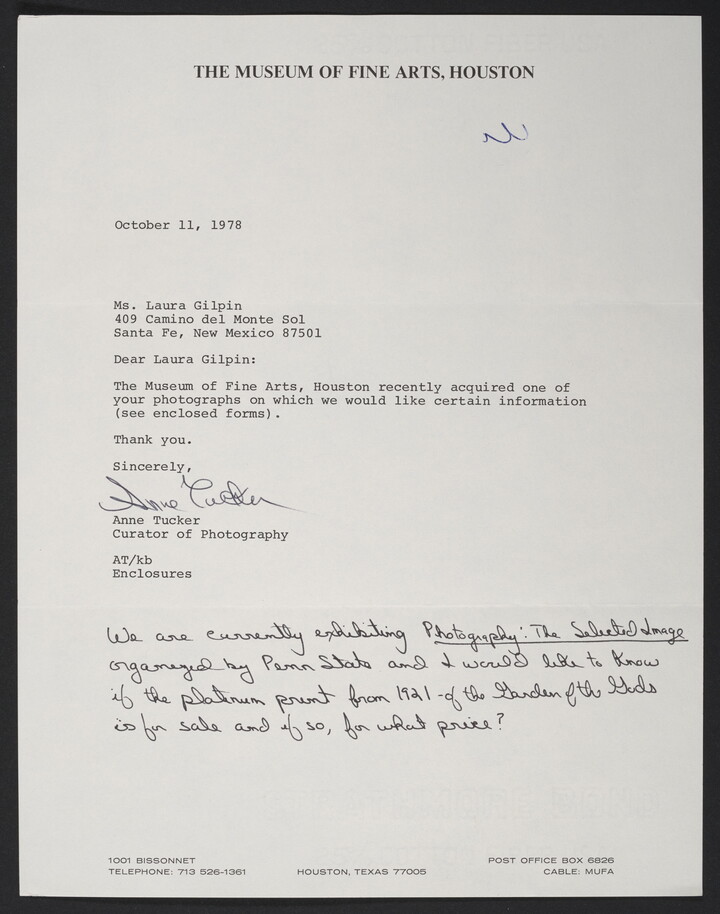 THE MUSEUM OF FINE ARTS, HOUSTON
October 11, 1978
Ms. Laura Gilpin
409 Camino del Monte Sol
Santa Fe, New Mexico 87501
Dear Laura Gilpin:
The Museum of Fine Arts, Houston recently acquired one of
your photographs on which we would like certain information
(see enclosed forms).
Thank you.
Sincerely,
Anne Tucker
Anne Tucker
Curator of Photography
AT/kb
Enclosures
We are currently exhibiting Photography: The Selected Image
organized by Penn State and I would like to know
if the platinum print from 1921 - of the Garden of the Gods
is for sale and if so, for what price?
1001 BISSONNET
TELEPHONE: 713 526-1361
HOUSTON, TEXAS 77005
POST OFFICE BOX 6826
CABLE: MUFA